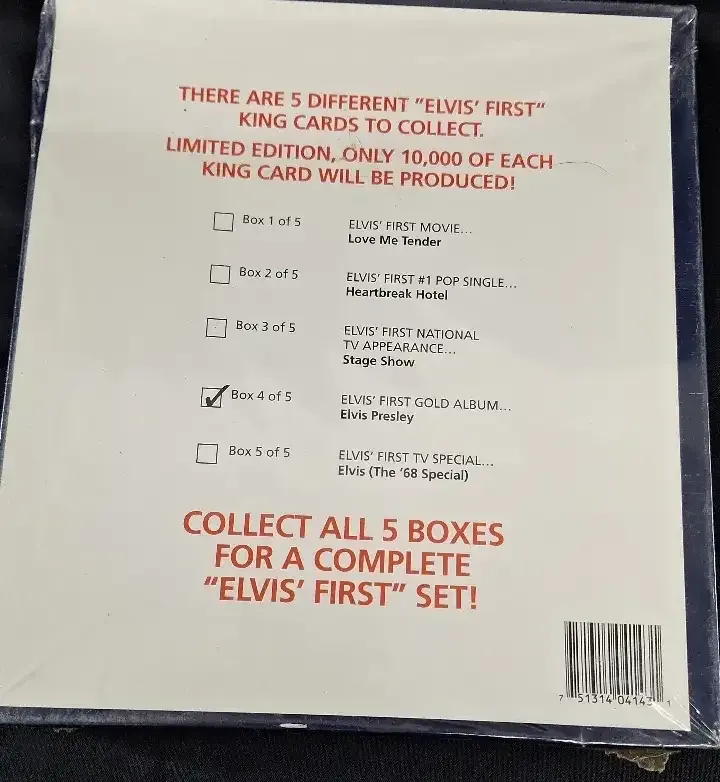 THERE ARE 5 DIFFERENT "ELVIS' FIRST"
KING CARDS TO COLLECT.
LIMITED EDITION, ONLY 10,000 OF EACH
KING CARD WILL BE PRODUCED!
Box 1 of 5 ELVIS' FIRST MOVIE...
Love Me Tender
Box 2 of 5 ELVIS' FIRST #1 POP SINGLE...
Heartbreak Hotel
Box 3 of 5 ELVIS' FIRST NATIONAL
TV APPEARANCE...
Stage Show
Box 4 of 5 ELVIS' FIRST GOLD ALBUM...
Elvis Presley
Box 5 of 5 ELVIS' FIRST TV SPECIAL...
Elvis (The '68 Special)
COLLECT ALL 5 BOXES
FOR A COMPLETE
"ELVIS' FIRST" SET!
7 51314 04143 1